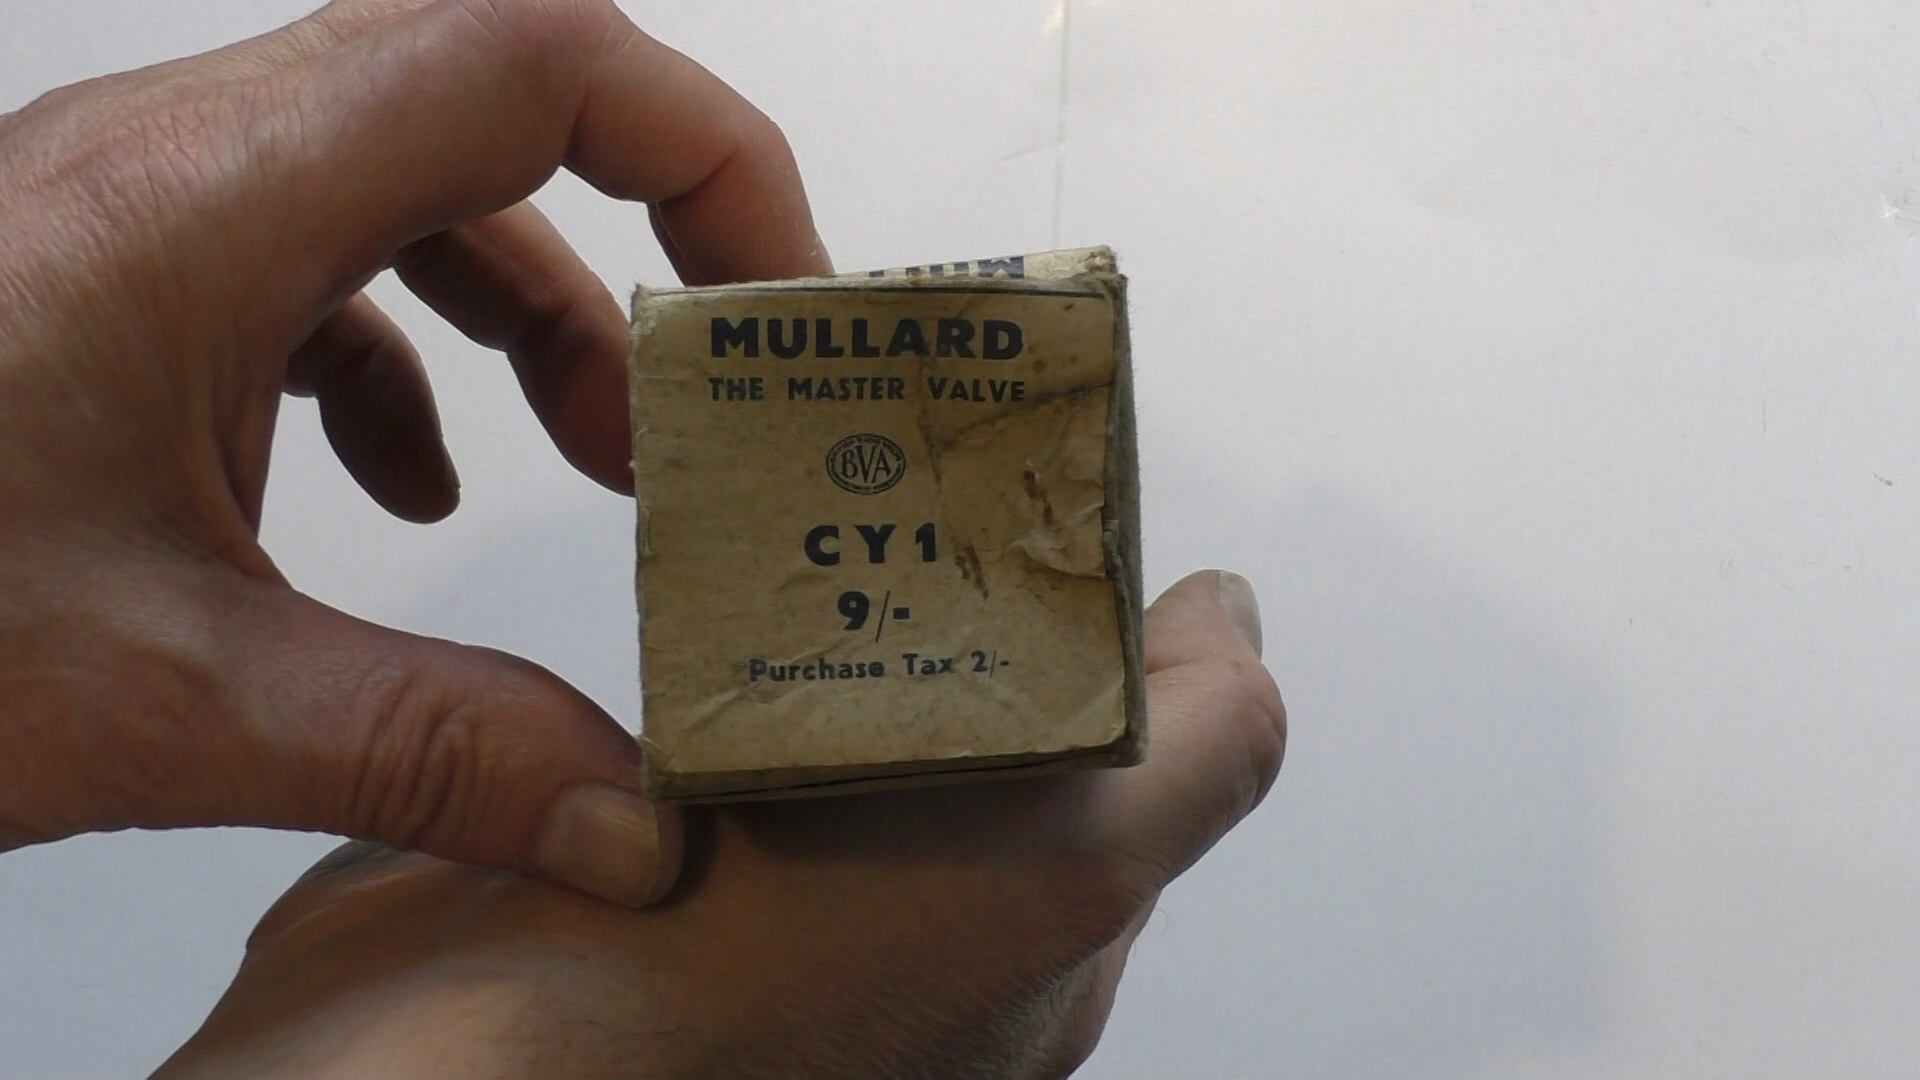 MULLARD
THE MASTER VALVE
BVA
CY1
9/-
Purchase Tax 2/-